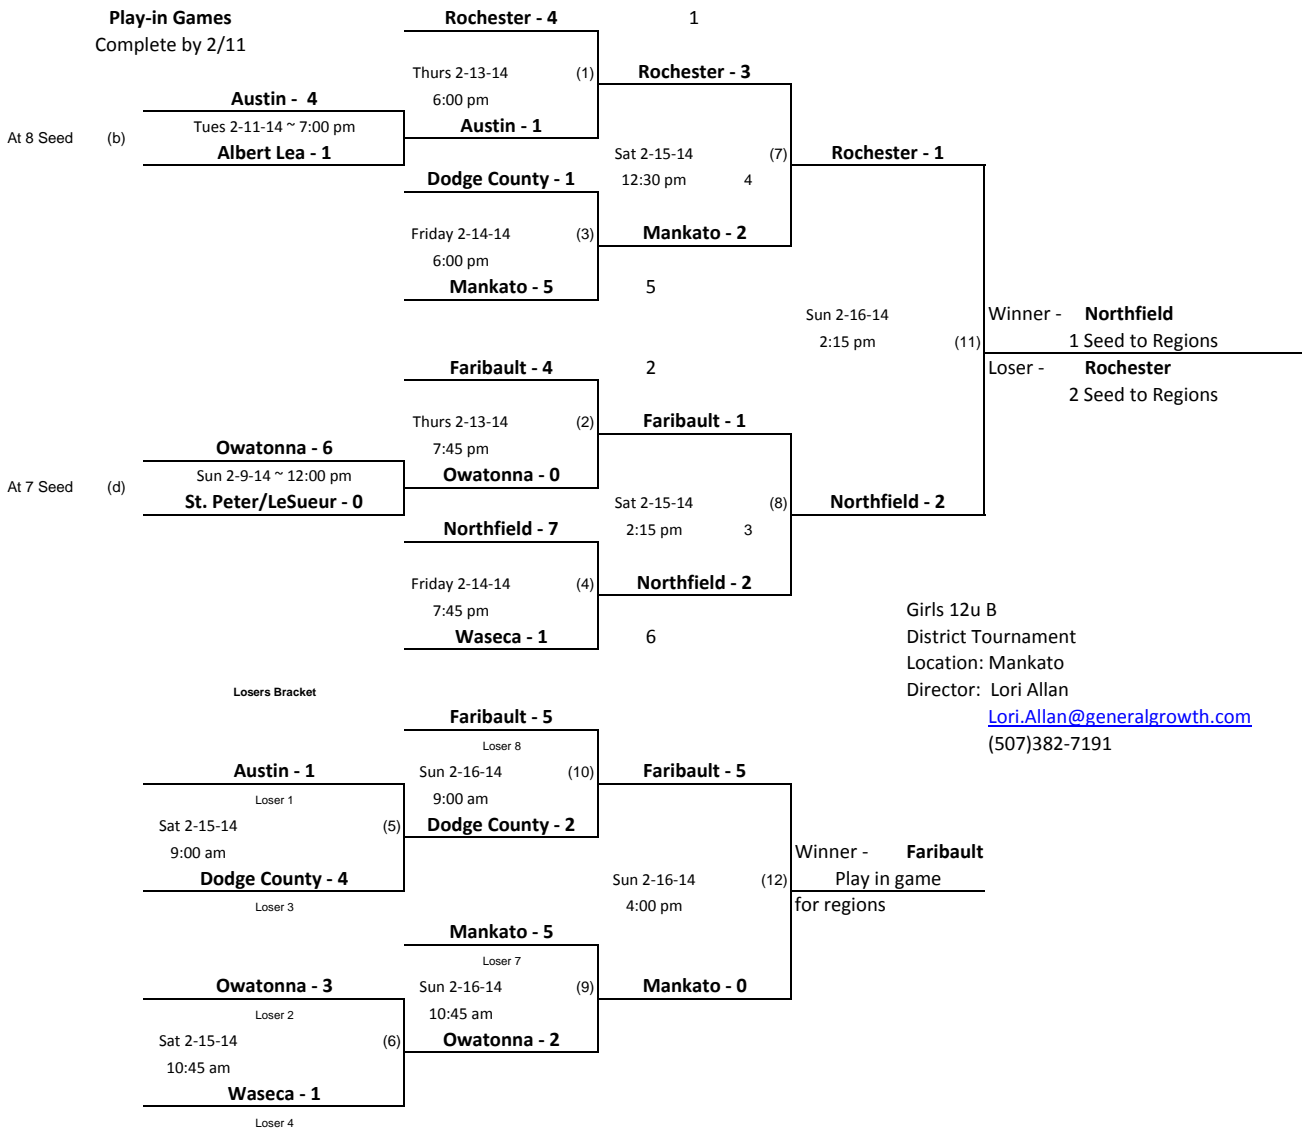 Play-in Games
Complete by 2/11
Rochester - 4
1
Thurs 2-13-14 (1)
6:00 pm
Rochester - 3
Austin - 4
At 8 Seed (b) Tues 2-11-14 ~ 7:00 pm
Albert Lea - 1
Austin - 1
Sat 2-15-14 (7)
12:30 pm 4
Rochester - 1
Dodge County - 1
Friday 2-14-14 (3)
6:00 pm
Mankato - 2
Mankato - 5
5
Sun 2-16-14
2:15 pm (11)
Winner - Northfield
1 Seed to Regions
Loser - Rochester
2 Seed to Regions
Faribault - 4
2
Thurs 2-13-14 (2)
7:45 pm
Faribault - 1
Owatonna - 6
At 7 Seed (d) Sun 2-9-14 ~ 12:00 pm
St. Peter/LeSueur - 0
Owatonna - 0
Sat 2-15-14 (8)
2:15 pm 3
Northfield - 2
Northfield - 7
Friday 2-14-14 (4)
7:45 pm
Northfield - 2
Waseca - 1
6
Girls 12u B
District Tournament
Location: Mankato
Director: Lori Allan
Lori.Allan@generalgrowth.com
(507)382-7191
Losers Bracket
Faribault - 5
Loser 8
Sun 2-16-14 (10)
9:00 am
Faribault - 5
Austin - 1
Loser 1
Sat 2-15-14 (5)
9:00 am
Dodge County - 2
Dodge County - 4
Loser 3
Sun 2-16-14 (12)
4:00 pm
Winner - Faribault
Play in game
for regions
Mankato - 5
Loser 7
Sun 2-16-14 (9)
10:45 am
Mankato - 0
Owatonna - 3
Loser 2
Sat 2-15-14 (6)
10:45 am
Owatonna - 2
Waseca - 1
Loser 4